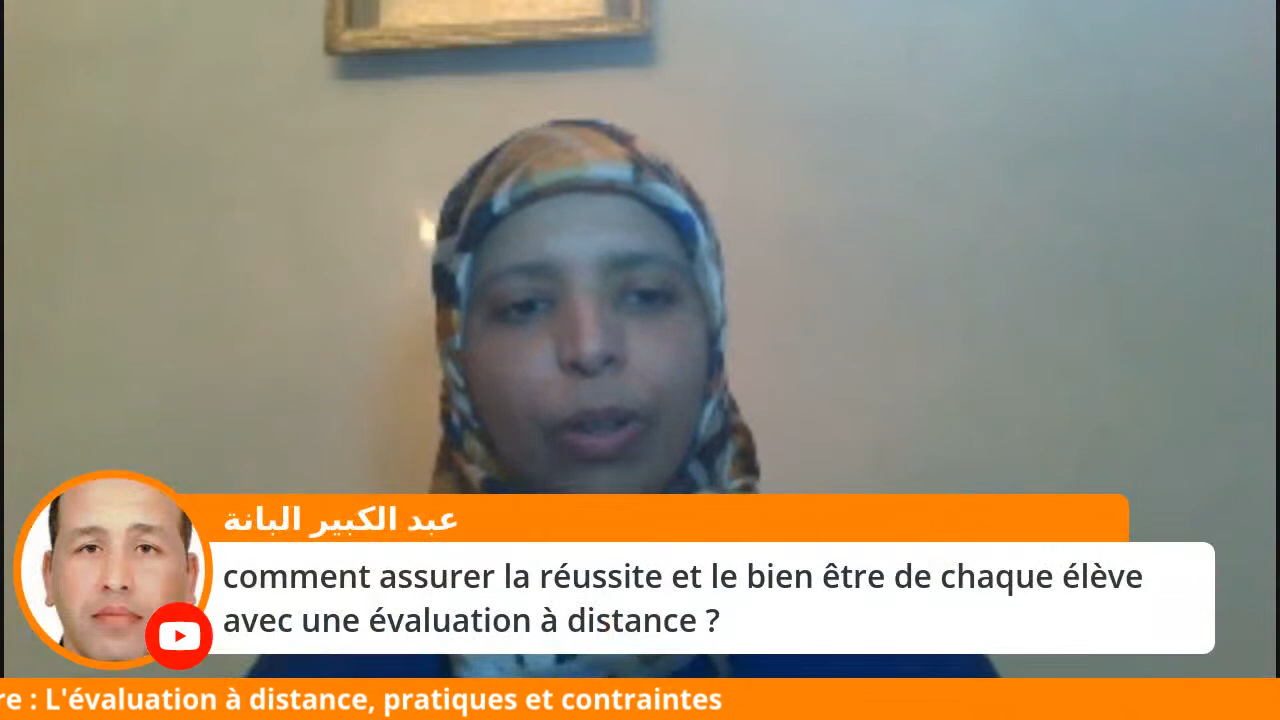 عبد الكبير البانة
comment assurer la réussite et le bien être de chaque élève
avec une évaluation à distance ?
re : L'évaluation à distance, pratiques et contraintes